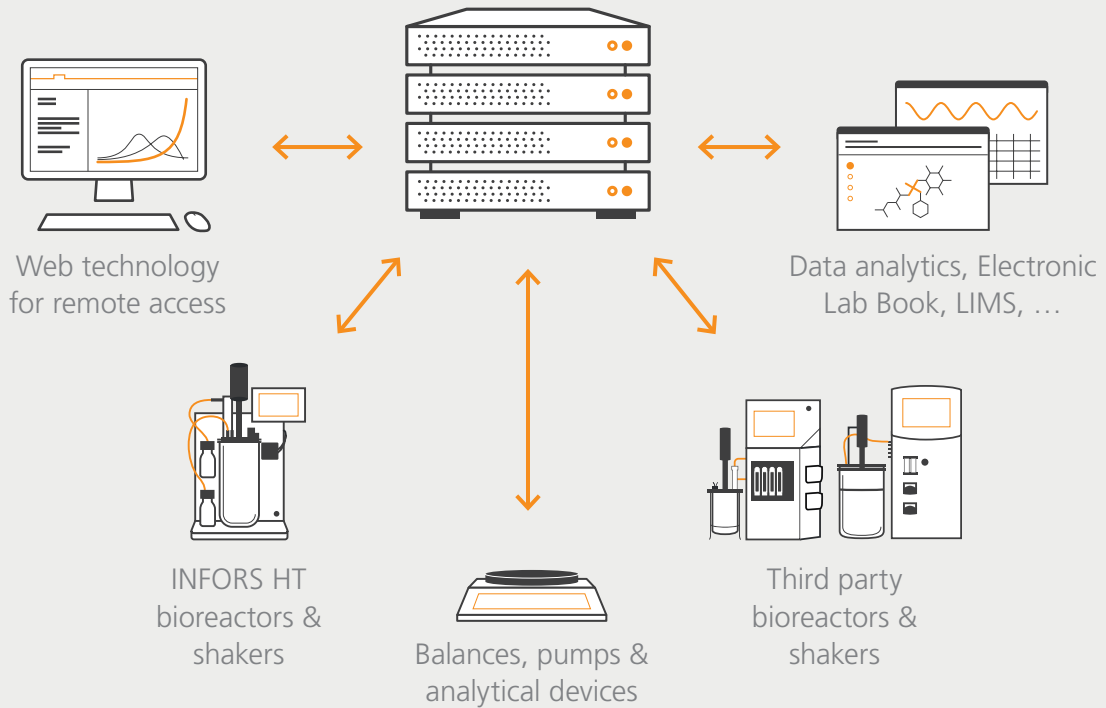 Web technology
for remote access
Data analytics, Electronic
Lab Book, LIMS, …
INFORS HT
bioreactors &
shakers
Balances, pumps &
analytical devices
Third party
bioreactors &
shakers